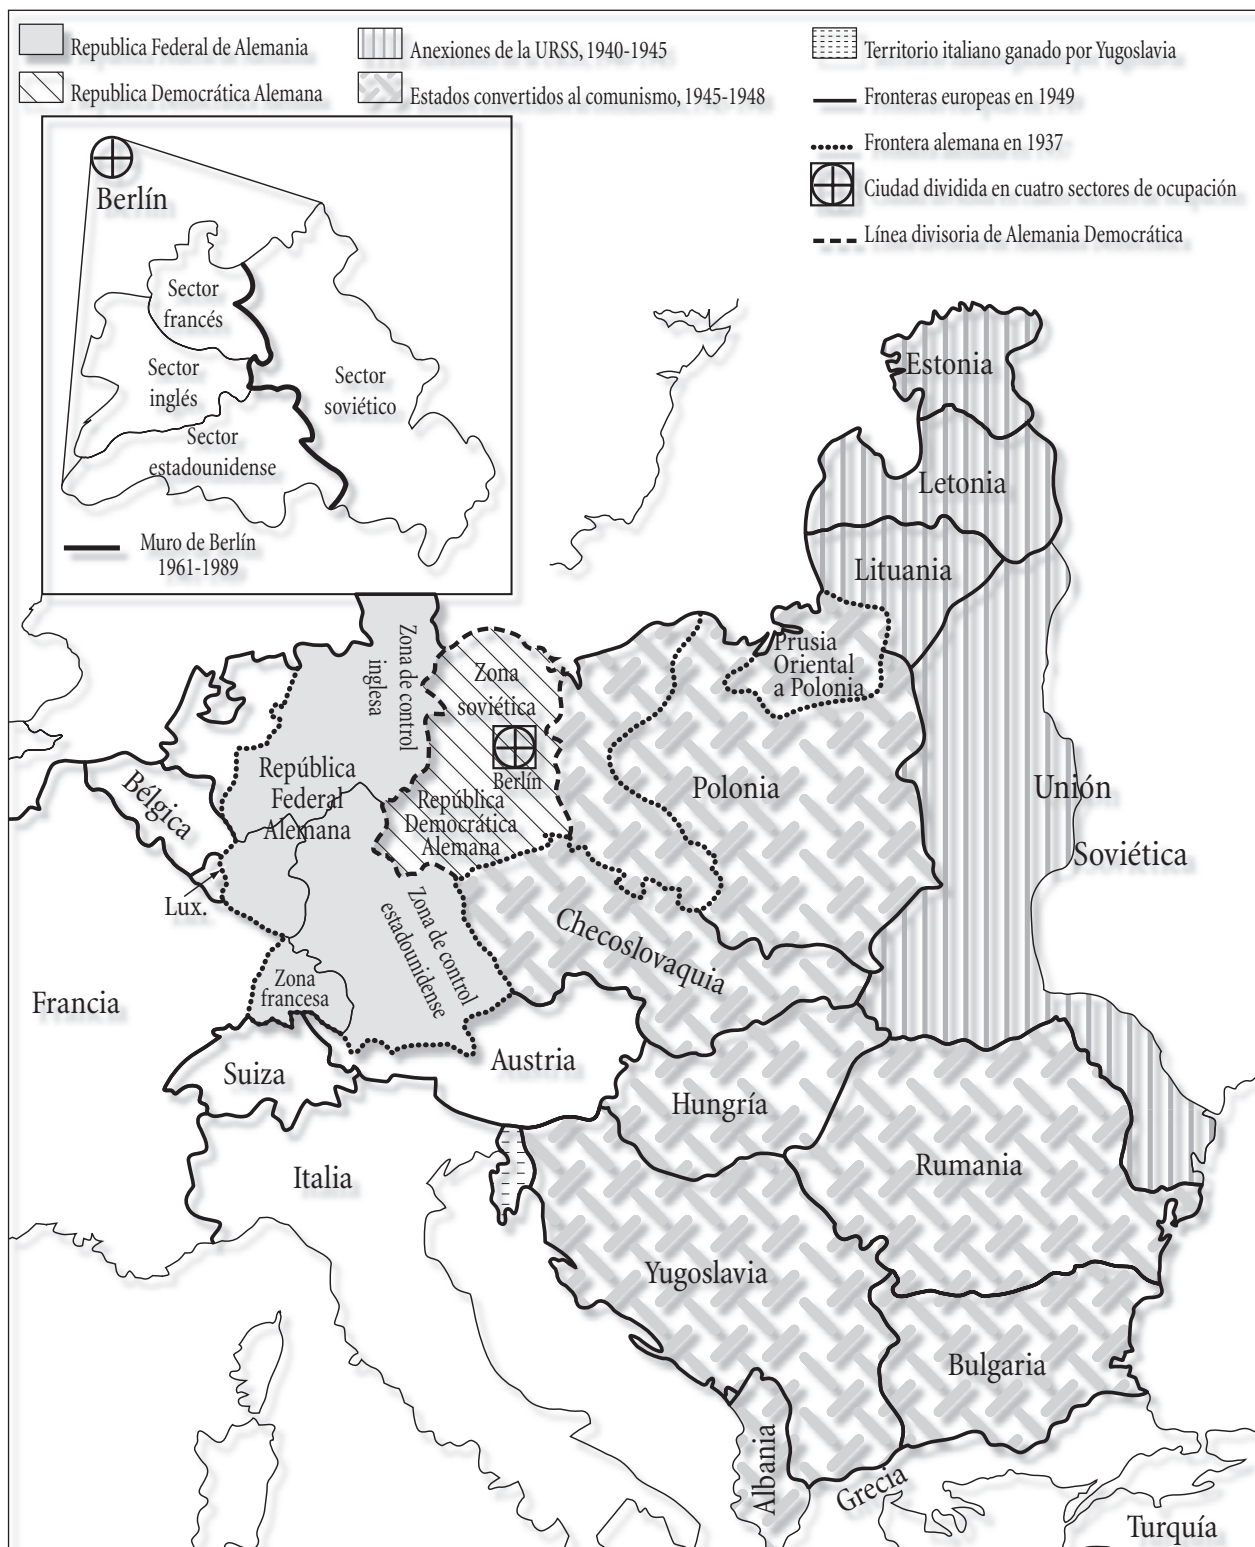 Republica Federal de Alemania
Republica Democrática Alemana
Anexiones de la URSS, 1940-1945
Estados convertidos al comunismo, 1945-1948
Territorio italiano ganado por Yugoslavia
Fronteras europeas en 1949
Frontera alemana en 1937
Ciudad dividida en cuatro sectores de ocupación
Línea divisoria de Alemania Democrática
Berlín
Sector
francés
Sector
inglés
Sector
soviético
Sector
estadounidense
Muro de Berlín
1961-1989
Estonia
Letonia
Lituania
Prusia
Oriental
a Polonia
Zona de control
inglesa
Zona
soviética
Berlín
Repúplica
Federal
Alemana
Repúplica
Democrática
Alemana
Polonia
Unión
Soviética
Bélgica
Lux.
Checoslovaquia
Zona de control
estadounidense
Zona
francesa
Francia
Suiza
Austria
Hungría
Rumania
Italia
Yugoslavia
Bulgaria
Albania
Grecia
Turquía